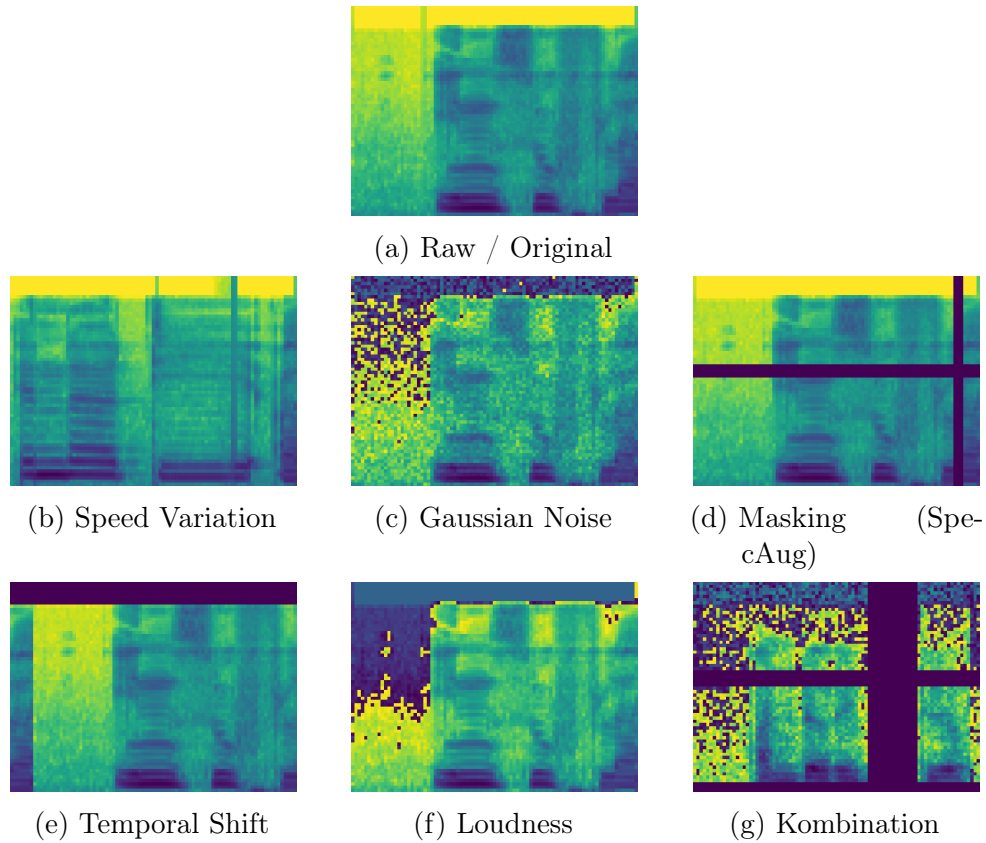 (a) Raw / Original
(b) Speed Variation
(c) Gaussian Noise
(d) Masking (Spe-
cAug)
(e) Temporal Shift
(f) Loudness
(g) Kombination